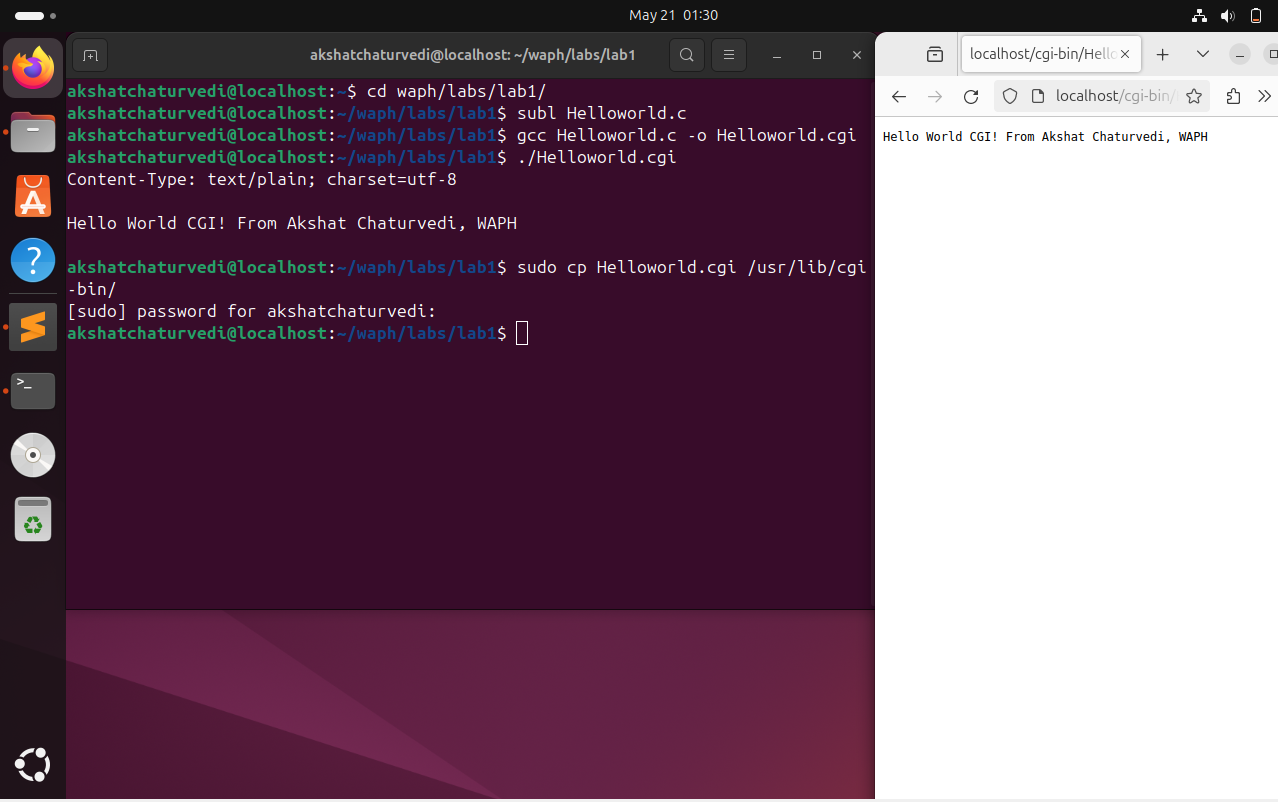 May 21 01:30
akshatchaturvedi@localhost: ~/waph/labs/lab1
akshatchaturvedi@localhost:~$ cd waph/labs/lab1/
akshatchaturvedi@localhost:~/waph/labs/lab1$ subl Helloworld.c
akshatchaturvedi@localhost:~/waph/labs/lab1$ gcc Helloworld.c -o Helloworld.cgi
akshatchaturvedi@localhost:~/waph/labs/lab1$ ./Helloworld.cgi
Content-Type: text/plain; charset=utf-8
Hello World CGI! From Akshat Chaturvedi, WAPH
akshatchaturvedi@localhost:~/waph/labs/lab1$ sudo cp Helloworld.cgi /usr/lib/cgi
-bin/
[sudo] password for akshatchaturvedi:
akshatchaturvedi@localhost:~/waph/labs/lab1$
localhost/cgi-bin/Hello
localhost/cgi-bin/
Hello World CGI! From Akshat Chaturvedi, WAPH